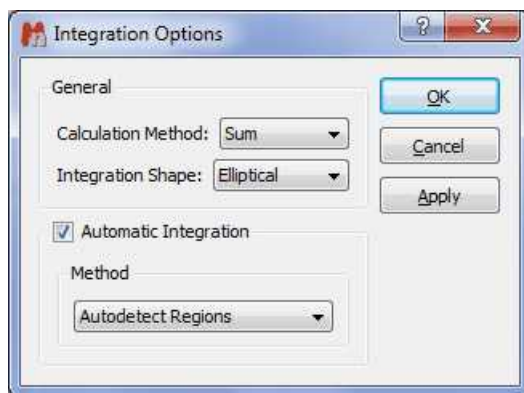 Integration Options
?
General
Calculation Method: Sum
Integration Shape: Elliptical
Automatic Integration
Method
Autodetect Regions
OK
Cancel
Apply